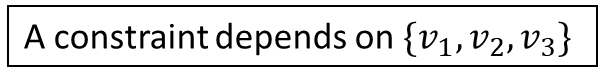 A constraint depends on {𝑣₁, 𝑣₂, 𝑣₃}